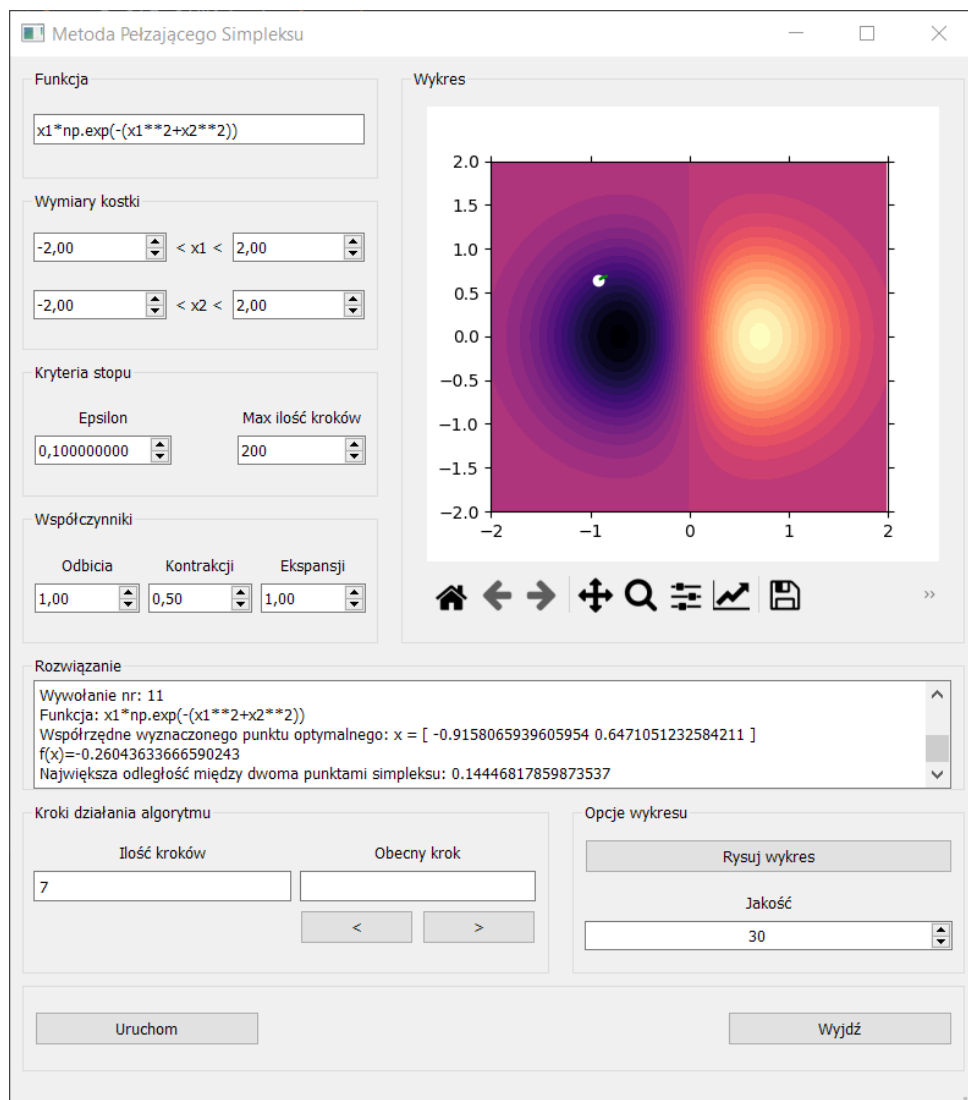 Metoda Pełzającego Simpleksu
Funkcja
x1*np.exp(-(x1**2+x2**2))
Wymiary kostki
-2,00 < x1 < 2,00
-2,00 < x2 < 2,00
Kryteria stopu
Epsilon Max ilość kroków
0,100000000 200
Współczynniki
Odbicia Kontrakcji Ekspansji
1,00 0,50 1,00
Wykres
2.0
1.5
1.0
0.5
0.0
−0.5
−1.0
−1.5
−2.0
−2 −1 0 1 2
Rozwiązanie
Wywołanie nr: 11
Funkcja: x1*np.exp(-(x1**2+x2**2))
Współrzędne wyznaczonego punktu optymalnego: x = [ -0.9158065939605954 0.6471051232584211 ]
f(x)=-0.26043633666590243
Największa odległość między dwoma punktami simpleksu: 0.14446817859873537
Kroki działania algorytmu
Ilość kroków Obecny krok
7
< >
Opcje wykresu
Rysuj wykres
Jakość
30
Uruchom Wyjdź